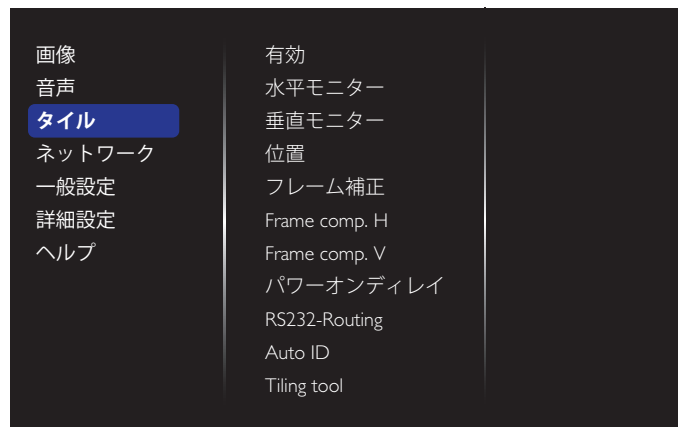 画像
音声
タイル
ネットワーク
一般設定
詳細設定
ヘルプ
有効
水平モニター
垂直モニター
位置
フレーム補正
Frame comp. H
Frame comp. V
パワーオンディレイ
RS232-Routing
Auto ID
Tiling tool